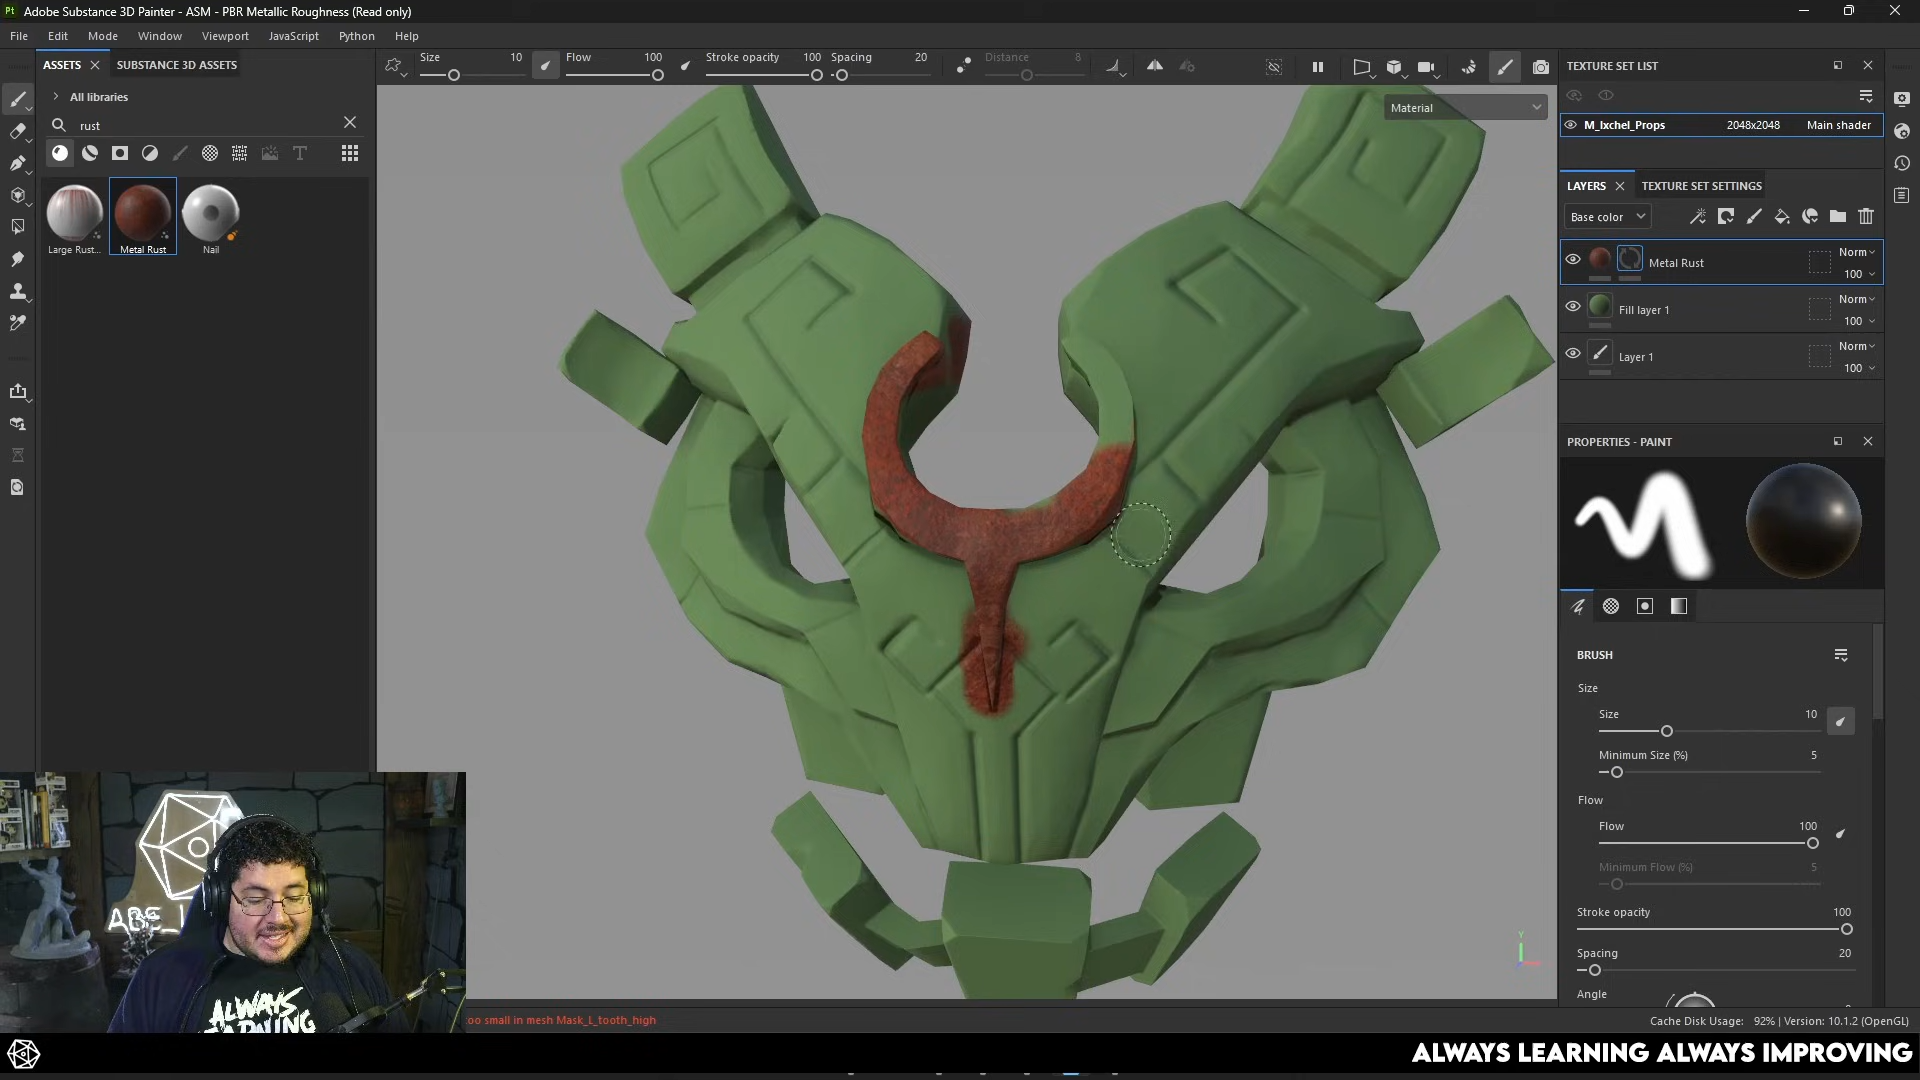 Pt Adobe Substance 3D Painter - ASM - PBR Metallic Roughness (Read only)
File Edit Mode Window Viewport JavaScript Python Help
ASSETS SUBSTANCE 3D ASSETS
All libraries
rust
Large Rust... Metal Rust Nail
Size 10 Flow 100 Stroke opacity 100 Spacing 20 Distance 8
Material
TEXTURE SET LIST
M_Ixchel_Props 2048x2048 Main shader
LAYERS TEXTURE SET SETTINGS
Base color
Metal Rust Norm 100
Fill layer 1 Norm 100
Layer 1 Norm 100
PROPERTIES - PAINT
BRUSH
Size
Size 10
Minimum Size (%) 5
Flow
Flow 100
Minimum Flow (%) 5
Stroke opacity 100
Spacing 20
Angle
Y
ALWAYS
too small in mesh Mask_L_tooth_high
Cache Disk Usage: 92% | Version: 10.1.2 (OpenGL)
ALWAYS LEARNING ALWAYS IMPROVING